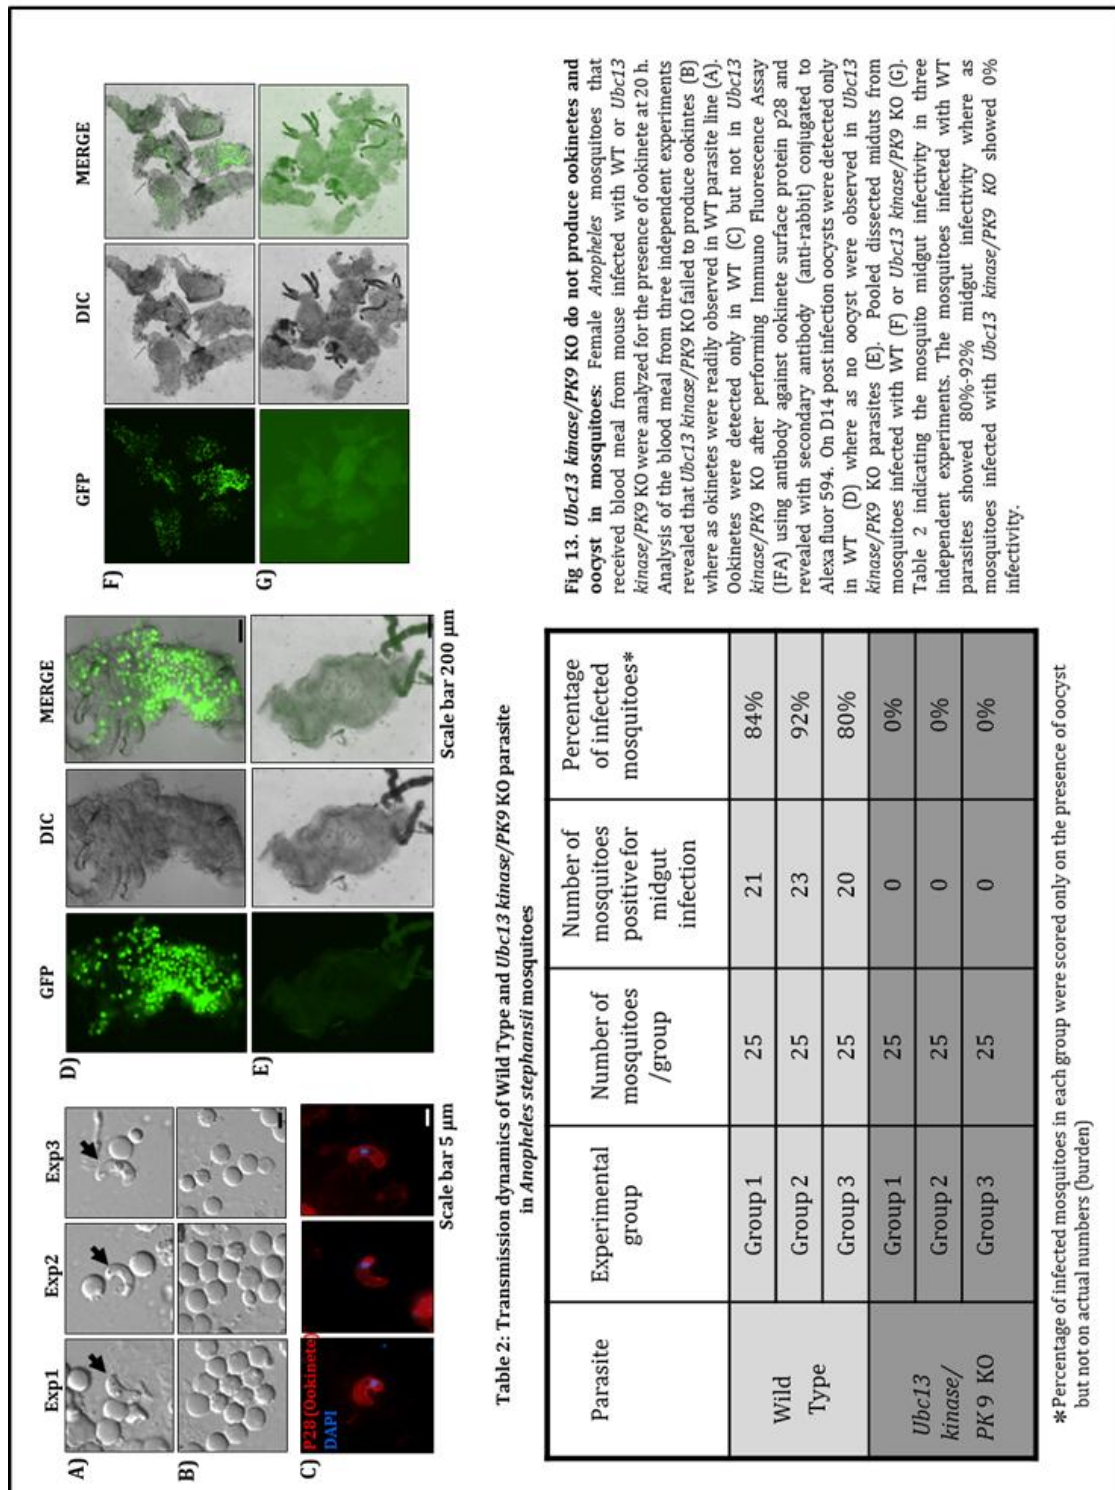 Exp1 Exp2 Exp3
A)
B)
C)
P28 (Ookinete)
DAPI
Scale bar 5 µm
GFP DIC MERGE
D)
E)
Scale bar 200 µm
GFP DIC MERGE
F)
G)
Table 2: Transmission dynamics of Wild Type and Ubc13 kinase/PK9 KO parasite
in Anopheles stephansii mosquitoes
Parasite
Experimental
group
Number of
mosquitoes
/group
Number of
mosquitoes
positive for
midgut
infection
Percentage
of infected
mosquitoes*
Wild
Type
Group 1 25 21 84%
Group 2 25 23 92%
Group 3 25 20 80%
Ubc13
kinase/
PK 9 KO
Group 1 25 0 0%
Group 2 25 0 0%
Group 3 25 0 0%
*Percentage of infected mosquitoes in each group were scored only on the presence of oocyst
but not on actual numbers (burden)
Fig 13. Ubc13 kinase/PK9 KO do not produce ookinetes and
oocyst in mosquitoes: Female Anopheles mosquitoes that
received blood meal from mouse infected with WT or Ubc13
kinase/PK9 KO were analyzed for the presence of ookinete at 20 h.
Analysis of the blood meal from three independent experiments
revealed that Ubc13 kinase/PK9 KO failed to produce ookintes (B)
where as okinetes were readily observed in WT parasite line (A).
Ookinetes were detected only in WT (C) but not in Ubc13
kinase/PK9 KO after performing Immuno Fluorescence Assay
(IFA) using antibody against ookinete surface protein p28 and
revealed with secondary antibody (anti-rabbit) conjugated to
Alexa fluor 594. On D14 post infection oocysts were detected only
in WT (D) where as no oocyst were observed in Ubc13
kinase/PK9 KO parasites (E). Pooled dissected miduts from
mosquitoes infected with WT (F) or Ubc13 kinase/PK9 KO (G).
Table 2 indicating the mosquito midgut infectivity in three
independent experiments. The mosquitoes infected with WT
parasites showed 80%-92% midgut infectivity where as
mosquitoes infected with Ubc13 kinase/PK9 KO showed 0%
infectivity.